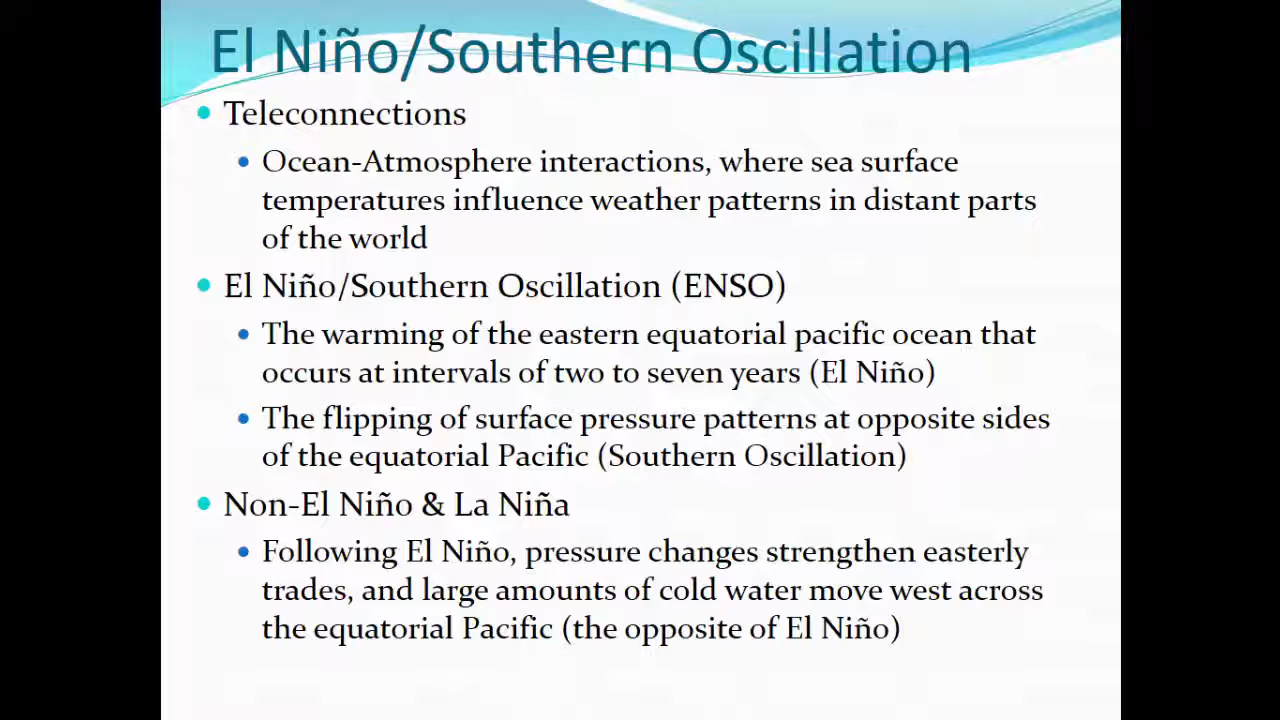 El Niño/Southern Oscillation
Teleconnections
Ocean-Atmosphere interactions, where sea surface
temperatures influence weather patterns in distant parts
of the world
El Niño/Southern Oscillation (ENSO)
The warming of the eastern equatorial pacific ocean that
occurs at intervals of two to seven years (El Niño)
The flipping of surface pressure patterns at opposite sides
of the equatorial Pacific (Southern Oscillation)
Non-El Niño & La Niña
Following El Niño, pressure changes strengthen easterly
trades, and large amounts of cold water move west across
the equatorial Pacific (the opposite of El Niño)